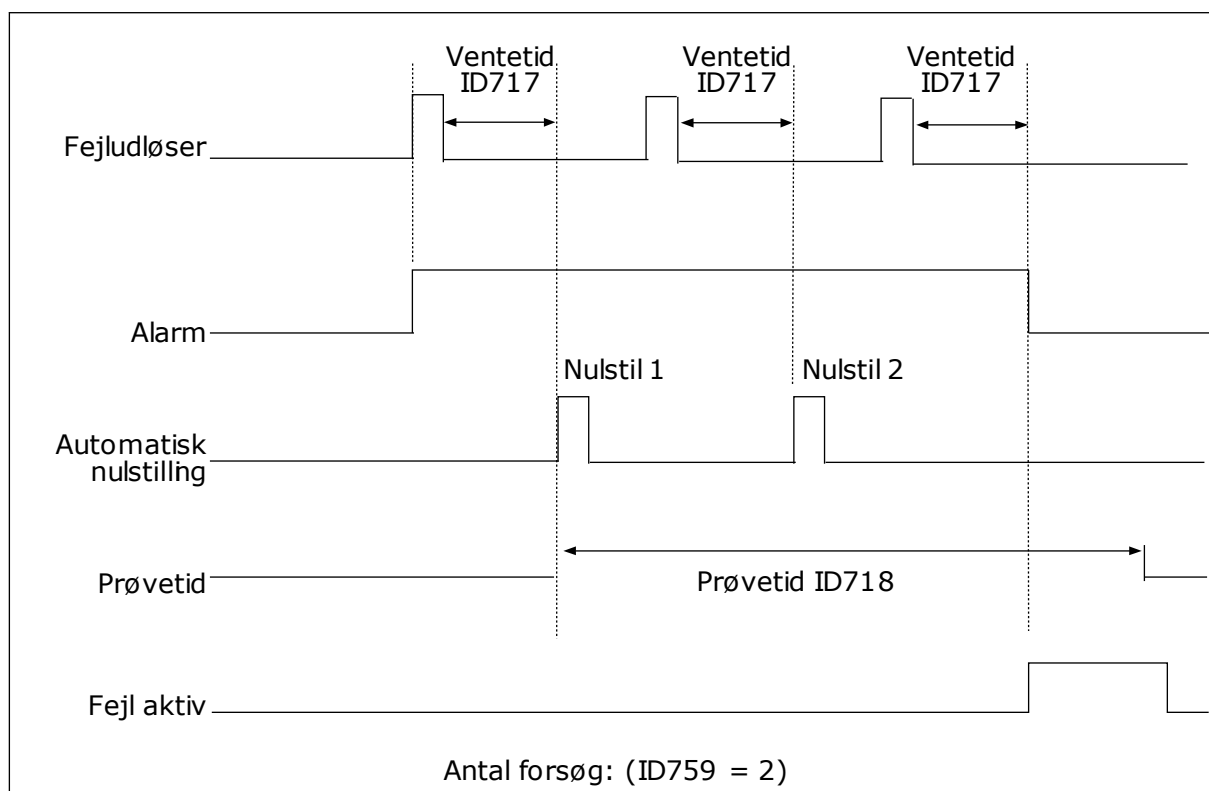 Ventetid
ID717
Ventetid
ID717
Ventetid
ID717
Fejludløser
Alarm
Nulstil 1
Nulstil 2
Automatisk
nulstilling
Prøvetid
Prøvetid ID718
Fejl aktiv
Antal forsøg: (ID759 = 2)